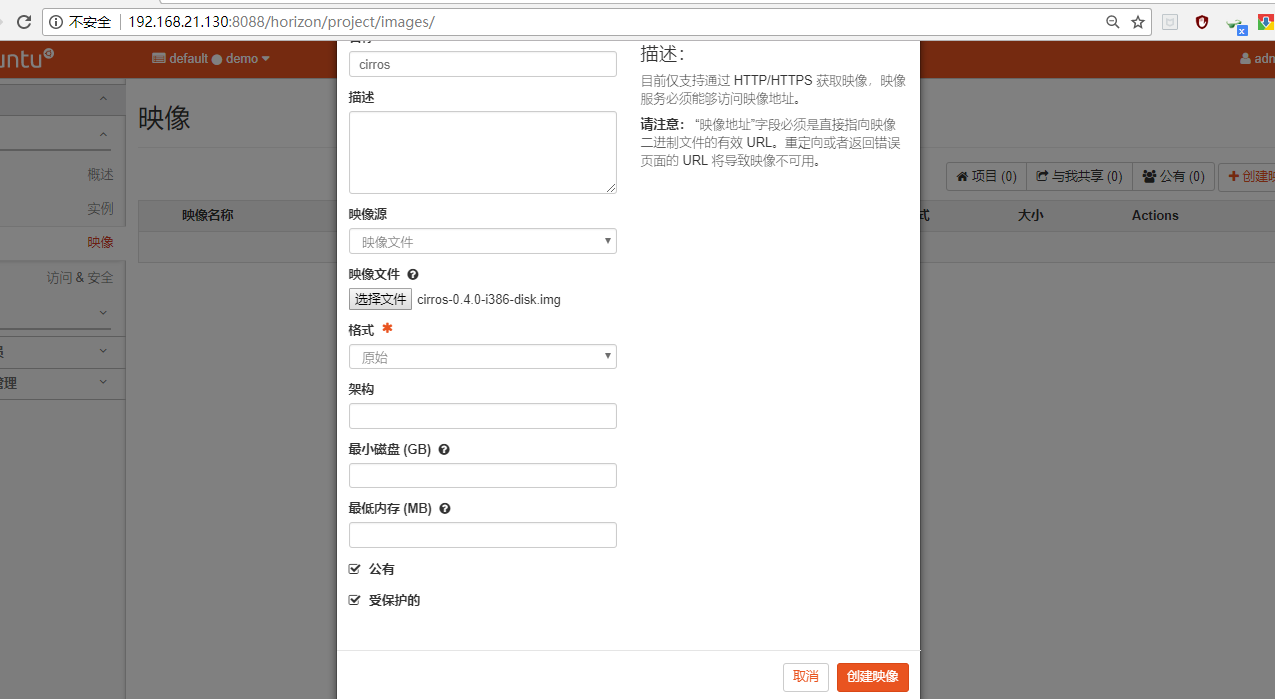 不安全 | 192.168.21.130:8088/horizon/project/images/
default demo
映像
概述
实例
映像
访问 & 安全
管理
cirros
描述
映像源
映像文件
映像文件
选择文件 cirros-0.4.0-i386-disk.img
格式 *
原始
架构
最小磁盘 (GB)
最低内存 (MB)
公有
受保护的
描述：
目前仅支持通过 HTTP/HTTPS 获取映像，映像
服务必须能够访问映像地址。
请注意： “映像地址”字段必须是直接指向映像
二进制文件的有效 URL。重定向或者返回错误
页面的 URL 将导致映像不可用。
项目 (0) 与我共享 (0) 公有 (0) 创建
映像名称 式 大小 Actions
取消 创建映像